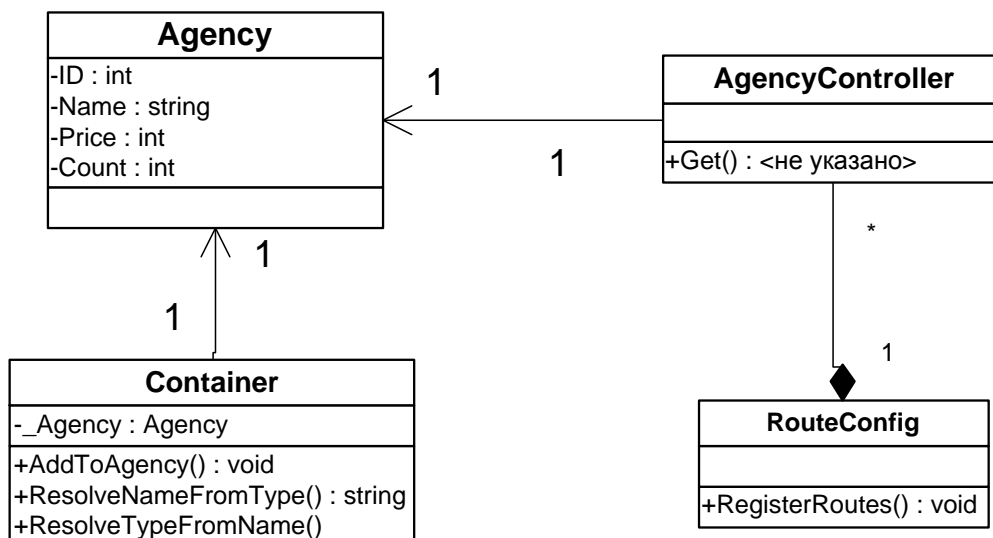 Agency
-ID : int
-Name : string
-Price : int
-Count : int
1
1
AgencyController
+Get() : <не указано>
*
1
1
1
Container
-_Agency : Agency
+AddToAgency() : void
+ResolveNameFromType() : string
+ResolveTypeFromName()
RouteConfig
+RegisterRoutes() : void